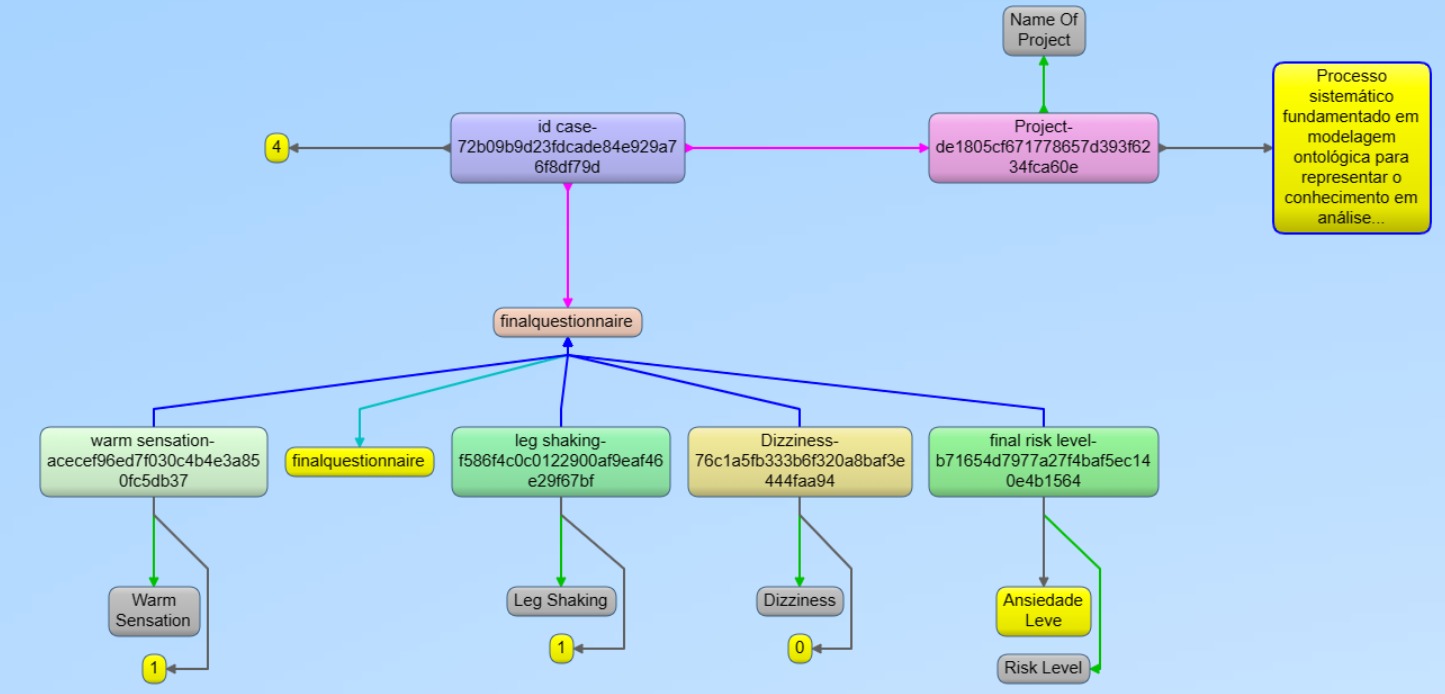 Name Of
Project
Processo
sistemático
fundamentado em
modelagem
ontológica para
representar o
conhecimento em
análise...
id case-
72b09b9d23fdcade84e929a7
6f8df79d
4
Project-
de1805cf671778657d393f62
34fca60e
finalquestionnaire
warm sensation-
acecef96ed7f030c4b4e3a85
0fc5db37
finalquestionnaire
leg shaking-
f586f4c0c0122900af9eaf46
e29f67bf
Dizziness-
76c1a5fb333b6f320a8baf3e
444faa94
final risk level-
b71654d7977a27f4baf5ec14
0e4b1564
Warm
Sensation
1
Leg Shaking
1
Dizziness
0
Ansiedade
Leve
Risk Level